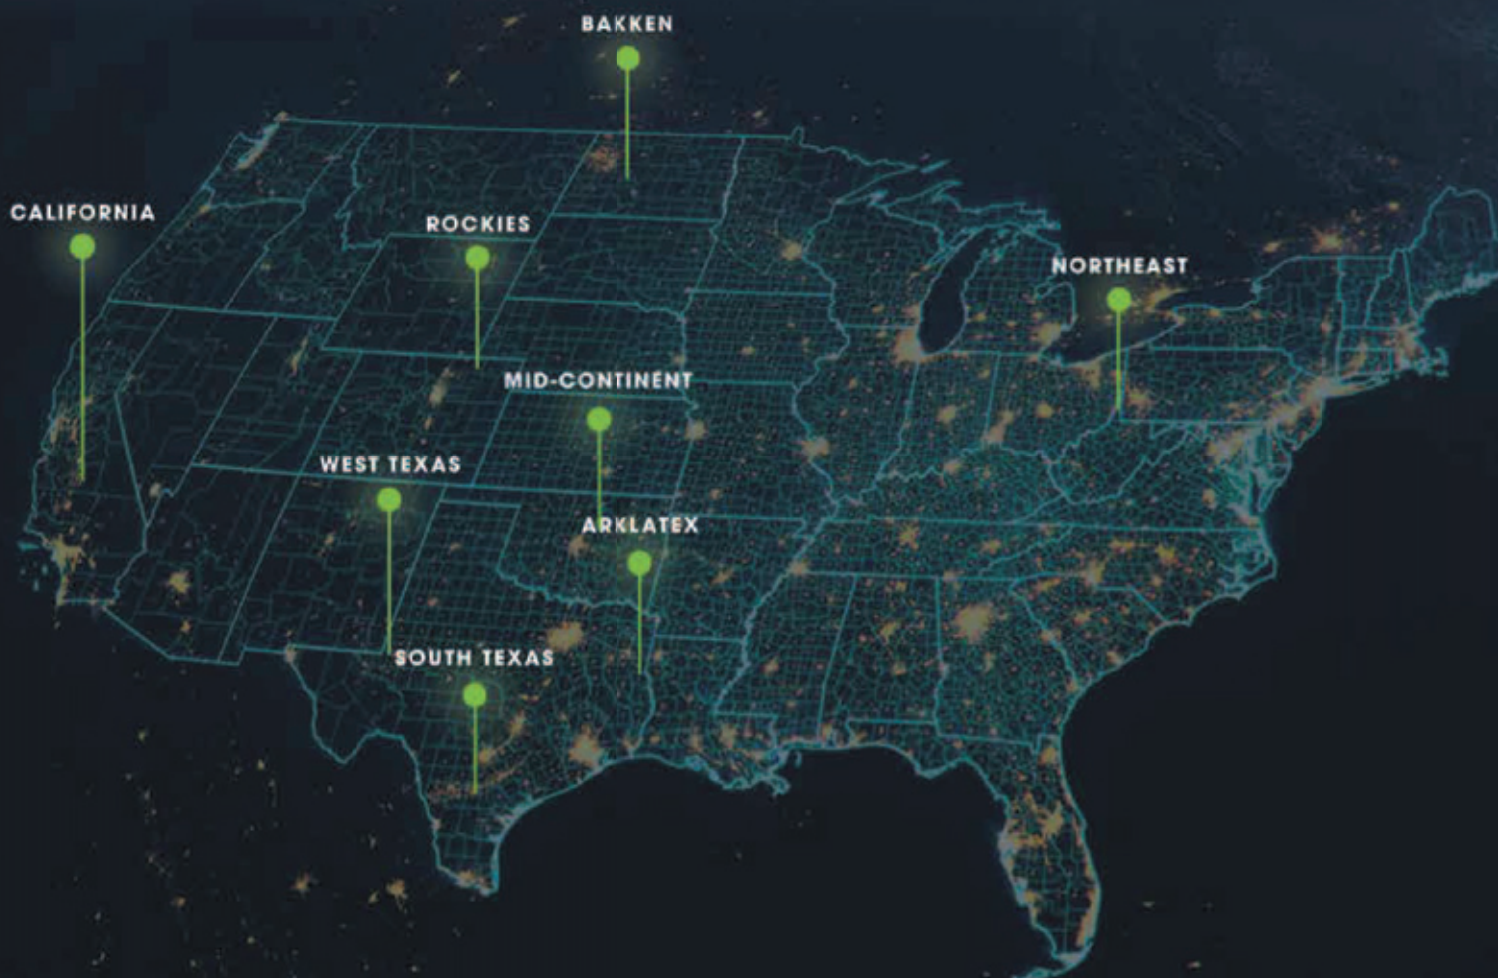 BAKKEN
CALIFORNIA
ROCKIES
NORTHEAST
MID-CONTINENT
WEST TEXAS
ARKLATEX
SOUTH TEXAS